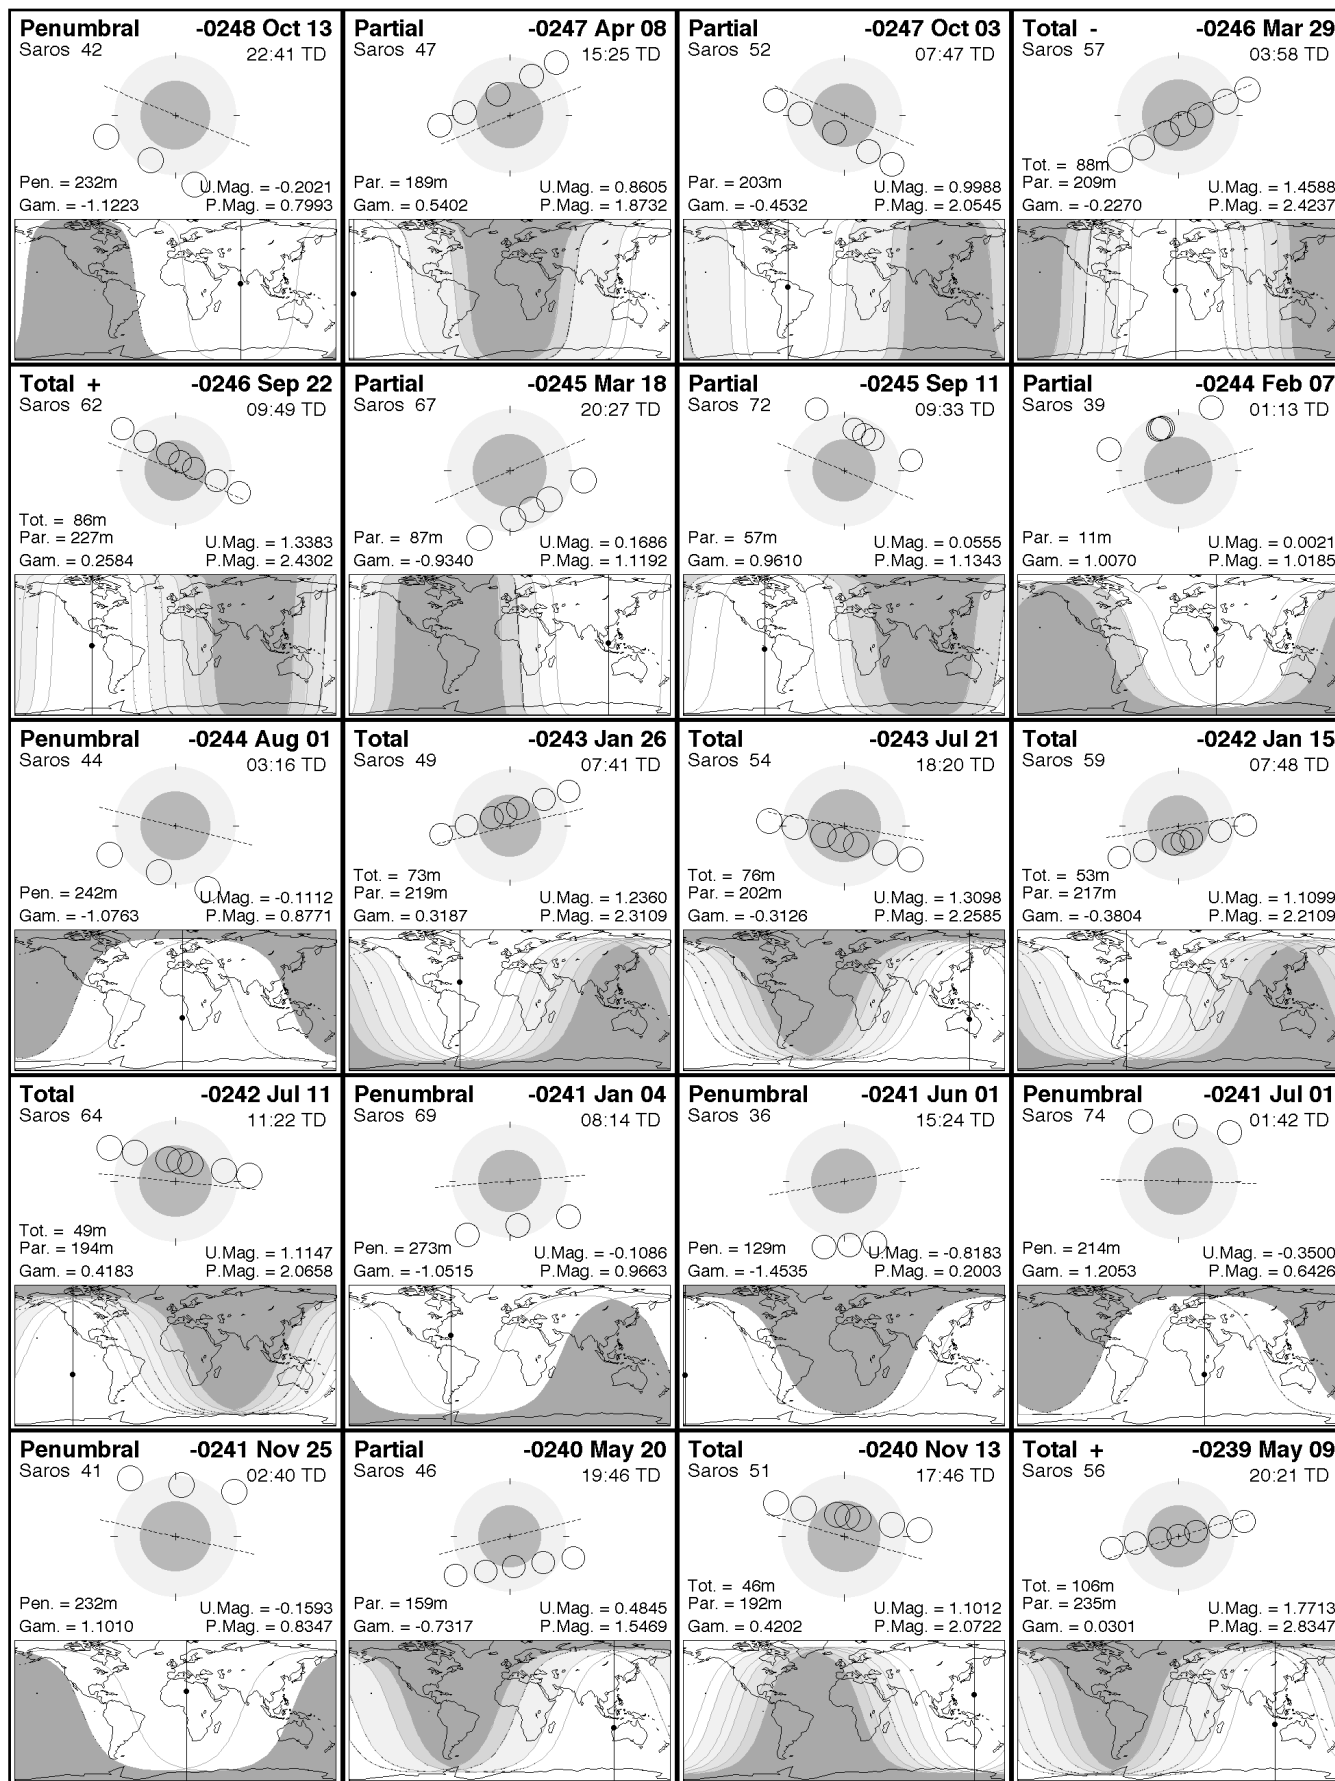 Penumbral -0248 Oct 13
Saros 42 22:41 TD
Pen. = 232m U.Mag. = -0.2021
Gam. = -1.1223 P.Mag. = 0.7993
Partial -0247 Apr 08
Saros 47 15:25 TD
Par. = 189m U.Mag. = 0.8605
Gam. = 0.5402 P.Mag. = 1.8732
Partial -0247 Oct 03
Saros 52 07:47 TD
Par. = 203m U.Mag. = 0.9988
Gam. = -0.4532 P.Mag. = 2.0545
Total - -0246 Mar 29
Saros 57 03:58 TD
Tot. = 88m
Par. = 209m U.Mag. = 1.4588
Gam. = -0.2270 P.Mag. = 2.4237
Total + -0246 Sep 22
Saros 62 09:49 TD
Tot. = 86m
Par. = 227m U.Mag. = 1.3383
Gam. = 0.2584 P.Mag. = 2.4302
Partial -0245 Mar 18
Saros 67 20:27 TD
Par. = 87m U.Mag. = 0.1686
Gam. = -0.9340 P.Mag. = 1.1192
Partial -0245 Sep 11
Saros 72 09:33 TD
Par. = 57m U.Mag. = 0.0555
Gam. = 0.9610 P.Mag. = 1.1343
Partial -0244 Feb 07
Saros 39 01:13 TD
Par. = 11m U.Mag. = 0.0021
Gam. = 1.0070 P.Mag. = 1.0185
Penumbral -0244 Aug 01
Saros 44 03:16 TD
Pen. = 242m U.Mag. = -0.1112
Gam. = -1.0763 P.Mag. = 0.8771
Total -0243 Jan 26
Saros 49 07:41 TD
Tot. = 73m
Par. = 219m U.Mag. = 1.2360
Gam. = 0.3187 P.Mag. = 2.3109
Total -0243 Jul 21
Saros 54 18:20 TD
Tot. = 76m
Par. = 202m U.Mag. = 1.3098
Gam. = -0.3126 P.Mag. = 2.2585
Total -0242 Jan 15
Saros 59 07:48 TD
Tot. = 53m
Par. = 217m U.Mag. = 1.1099
Gam. = -0.3804 P.Mag. = 2.2109
Total -0242 Jul 11
Saros 64 11:22 TD
Tot. = 49m
Par. = 194m U.Mag. = 1.1147
Gam. = 0.4183 P.Mag. = 2.0658
Penumbral -0241 Jan 04
Saros 69 08:14 TD
Pen. = 273m U.Mag. = -0.1086
Gam. = -1.0515 P.Mag. = 0.9663
Penumbral -0241 Jun 01
Saros 36 15:24 TD
Pen. = 129m U.Mag. = -0.8183
Gam. = -1.4535 P.Mag. = 0.2003
Penumbral -0241 Jul 01
Saros 74 01:42 TD
Pen. = 214m U.Mag. = -0.3500
Gam. = 1.2053 P.Mag. = 0.6426
Penumbral -0241 Nov 25
Saros 41 02:40 TD
Pen. = 232m U.Mag. = -0.1593
Gam. = 1.1010 P.Mag. = 0.8347
Partial -0240 May 20
Saros 46 19:46 TD
Par. = 159m U.Mag. = 0.4845
Gam. = -0.7317 P.Mag. = 1.5469
Total -0240 Nov 13
Saros 51 17:46 TD
Tot. = 46m
Par. = 192m U.Mag. = 1.1012
Gam. = 0.4202 P.Mag. = 2.0722
Total + -0239 May 09
Saros 56 20:21 TD
Tot. = 106m
Par. = 235m U.Mag. = 1.7713
Gam. = 0.0301 P.Mag. = 2.8347